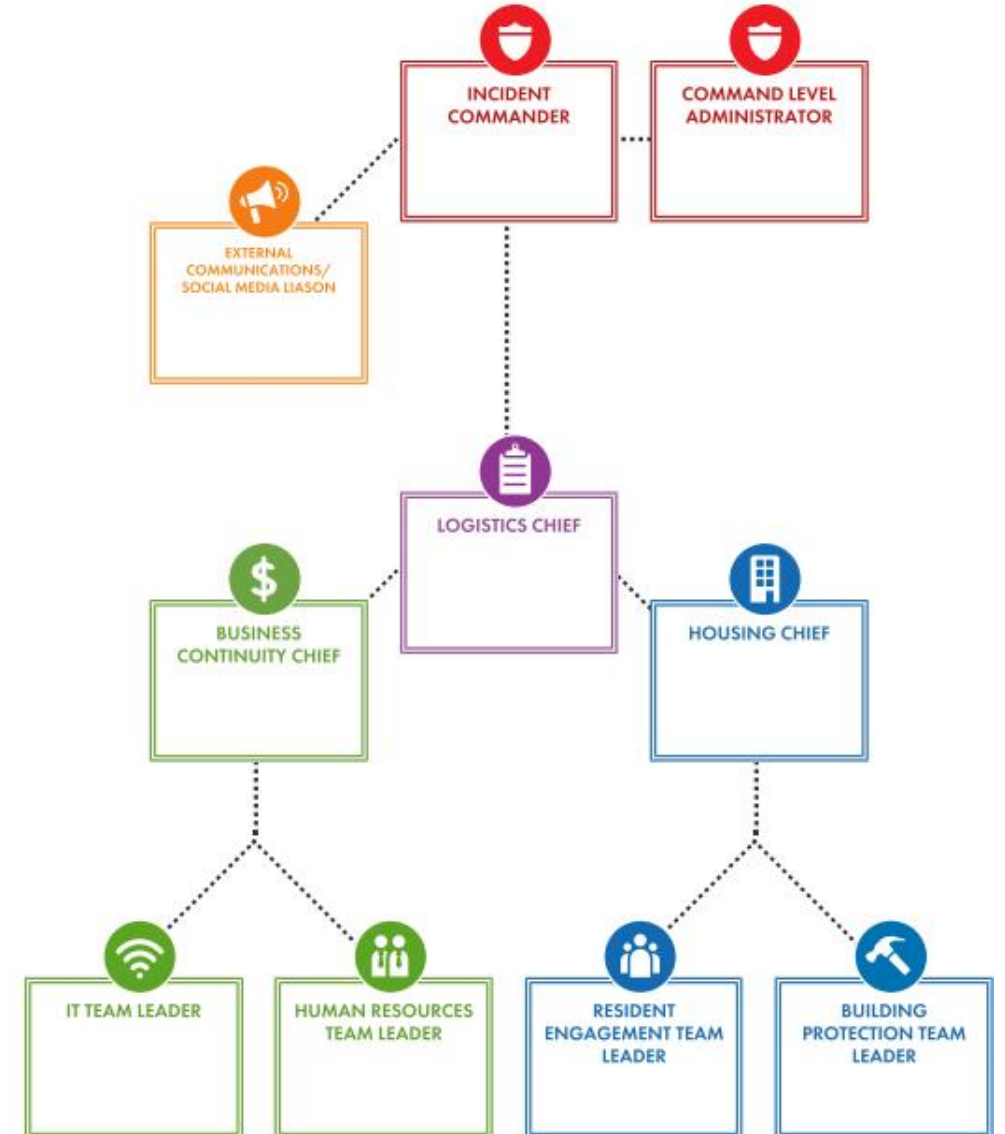 INCIDENT
COMMANDER
COMMAND LEVEL
ADMINISTRATOR
EXTERNAL
COMMUNICATIONS/
SOCIAL MEDIA LIASON
LOGISTICS CHIEF
$
BUSINESS
CONTINUITY CHIEF
HOUSING CHIEF
IT TEAM LEADER
HUMAN RESOURCES
TEAM LEADER
RESIDENT
ENGAGEMENT TEAM
LEADER
BUILDING
PROTECTION TEAM
LEADER